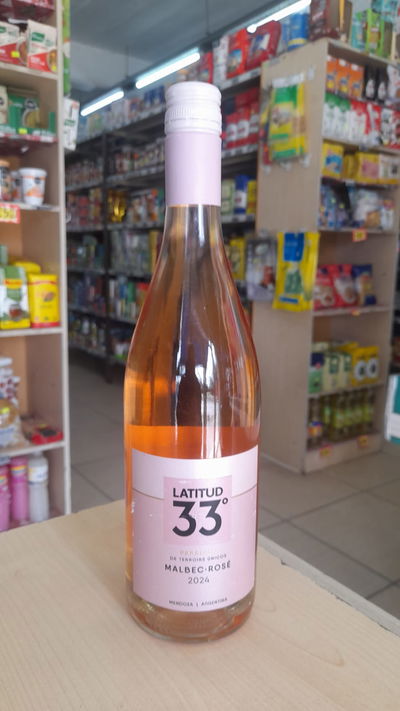 LATITUD
33°
DE TERROIRS ÚNICOS
MALBEC·ROSÉ
2024
MENDOZA | ARGENTINA